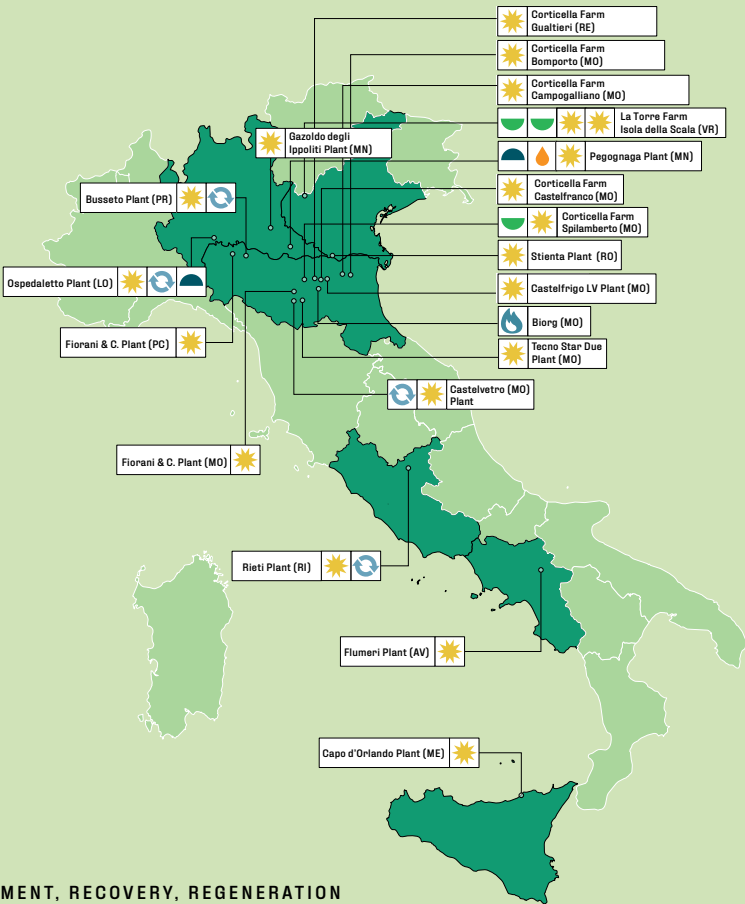 Corticella Farm
Gualtieri (RE)
Corticella Farm
Bomporto (MO)
Corticella Farm
Campogalliano (MO)
La Torre Farm
Isola della Scala (VR)
Gazoldo degli
Ippoliti Plant (MN)
Pegognaga Plant (MN)
Busseto Plant (PR)
Corticella Farm
Castelfranco (MO)
Corticella Farm
Spilamberto (MO)
Stienta Plant (RO)
Ospedaletto Plant (LO)
Castelfrigo LV Plant (MO)
Biorg (MO)
Fiorani & C. Plant (PC)
Tecno Star Due
Plant (MO)
Castelvetro (MO)
Plant
Fiorani & C. Plant (MO)
Rieti Plant (RI)
Flumeri Plant (AV)
Capo d'Orlando Plant (ME)
MENT, RECOVERY, REGENERATION